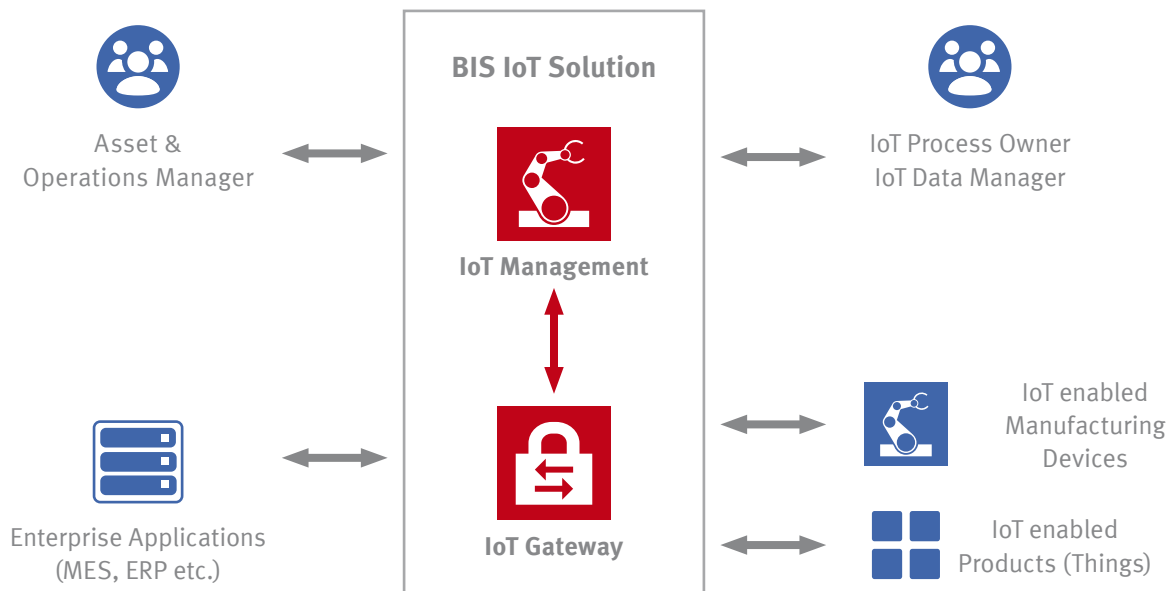 BIS IoT Solution
Asset &
Operations Manager
IoT Process Owner
IoT Data Manager
IoT Management
IoT enabled
Manufacturing
Devices
Enterprise Applications
(MES, ERP etc.)
IoT Gateway
IoT enabled
Products (Things)